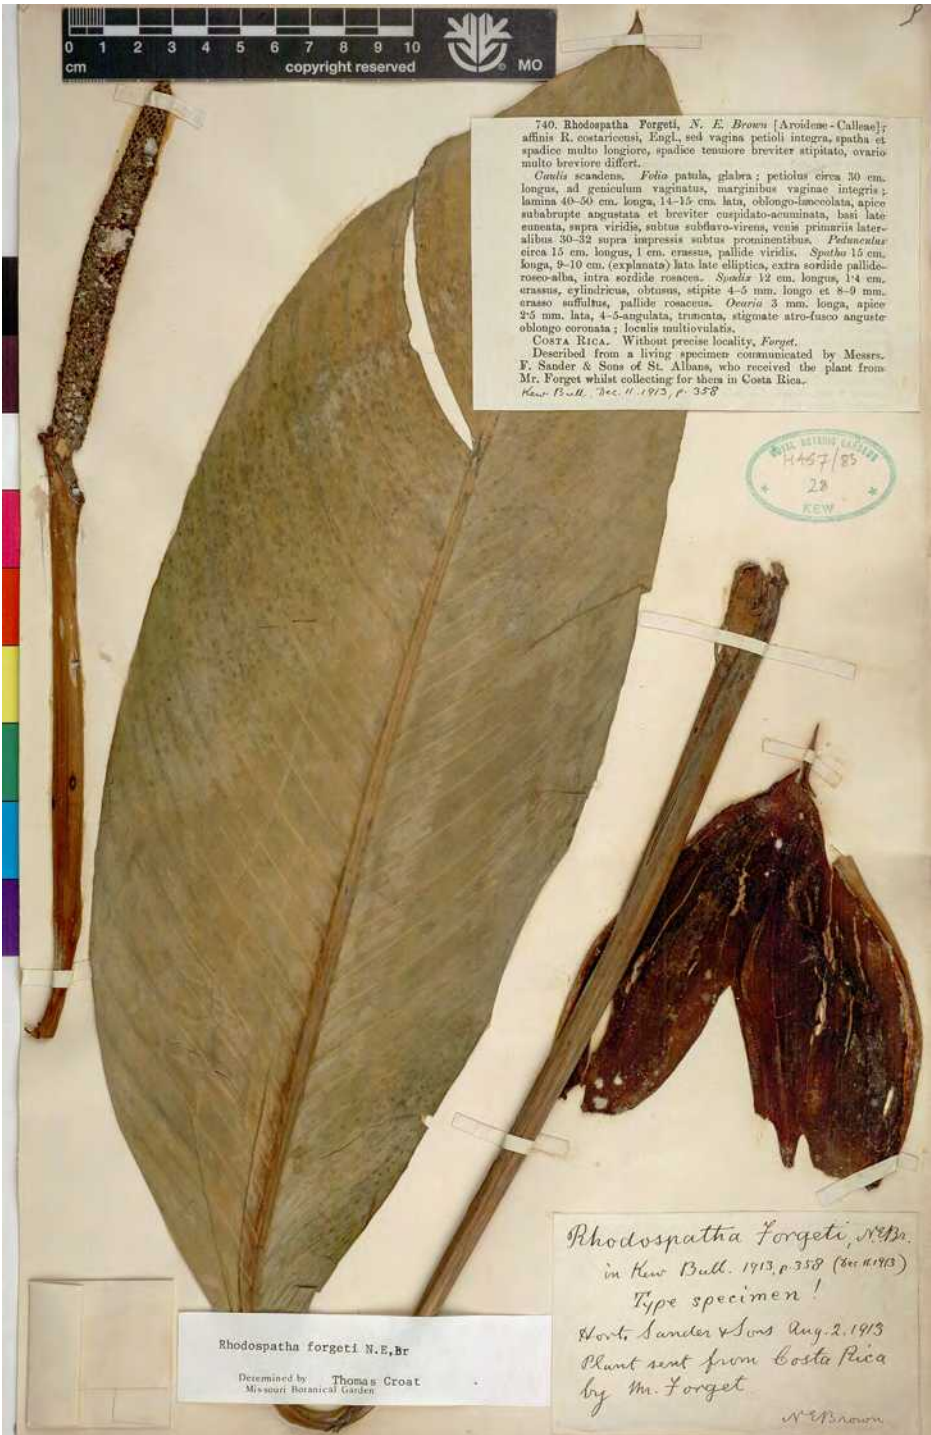 0 1 2 3 4 5 6 7 8 9 10
cm
copyright reserved
MO
740. Rhodospatha Forgeti, N. E. Brown [Aroideae-Calleae];
affinis R. costaricensi, Engl., sed vagina petioli integra, spatha et
spadice multo longiore, spadice tenuiore breviter stipitato, ovario
multo breviore differt.
Caulis scandens. Folia patula, glabra; petiolus circa 30 cm.
longus, ad geniculum vaginatus, marginibus vaginae integris;
lamina 40–50 cm. longa, 14–15 cm. lata, oblongo-lanceolata, apice
subabrupte angustata et breviter cuspidato-acuminata, basi late
cuneata, supra viridis, subtus subflavo-virens, venis primariis later-
alibus 30–32 supra impressis subtus prominentibus. Pedunculus
circa 15 cm. longus, 1 cm. crassus, pallide viridis. Spatha 15 cm.
longa, 9–10 cm. (explanata) lata late elliptica, extra sordide pallide-
roseo-alba, intra sordide rosacea. Spadix 12 cm. longus, 1·4 cm.
crassus, cylindricus, obtusus, stipite 4–5 mm. longo et 8–9 mm.
crasso suffultus, pallide rosaceus. Ovaria 3 mm. longa, apice
2·5 mm. lata, 4–5-angulata, truncata, stigmate atro-fusco anguste
oblongo coronata; loculis multiovulatis.
COSTA RICA. Without precise locality, Forget.
Described from a living specimen communicated by Messrs.
F. Sander & Sons of St. Albans, who received the plant from
Mr. Forget whilst collecting for them in Costa Rica.
Kew Bull. Dec. 11. 1913, p. 358
ROYAL BOTANIC GARDENS
H457/85
28
KEW
Rhodospatha Forgeti, N.E.Br.
in Kew Bull. 1913, p. 358 (Dec 11. 1913)
Type specimen!
Hort. Sander & Sons Aug. 2. 1913
Plant sent from Costa Rica
by Mr. Forget
N E Brown
Rhodospatha forgeti N.E,Br
Determined by Thomas Croat
Missouri Botanical Garden